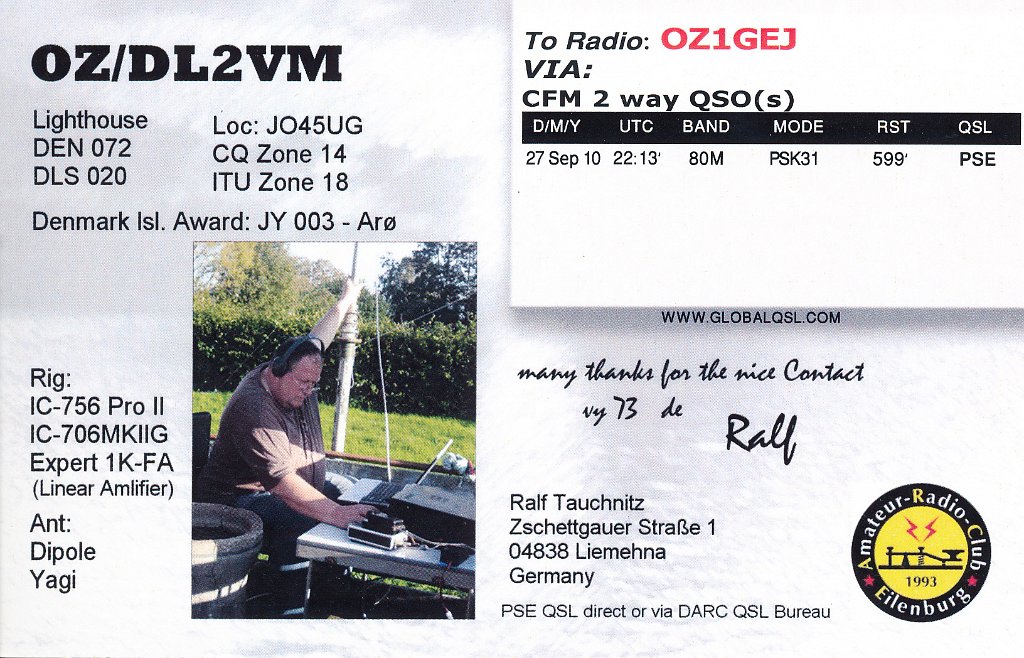 OZ/DL2VM
Lighthouse
DEN 072
DLS 020
Loc: JO45UG
CQ Zone 14
ITU Zone 18
Denmark Isl. Award: JY 003 - Arø
To Radio: OZ1GEJ
VIA:
CFM 2 way QSO(s)
D/M/Y UTC BAND MODE RST QSL
27 Sep 10 22:13' 80M PSK31 599' PSE
WWW.GLOBALQSL.COM
Rig:
IC-756 Pro II
IC-706MKIIG
Expert 1K-FA
(Linear Amlifier)
Ant:
Dipole
Yagi
many thanks for the nice Contact
vy 73 de
Ralf
Ralf Tauchnitz
Zschettgauer Straße 1
04838 Liemehna
Germany
PSE QSL direct or via DARC QSL Bureau
Amateur-Radio-Club
1993
Eilenburg